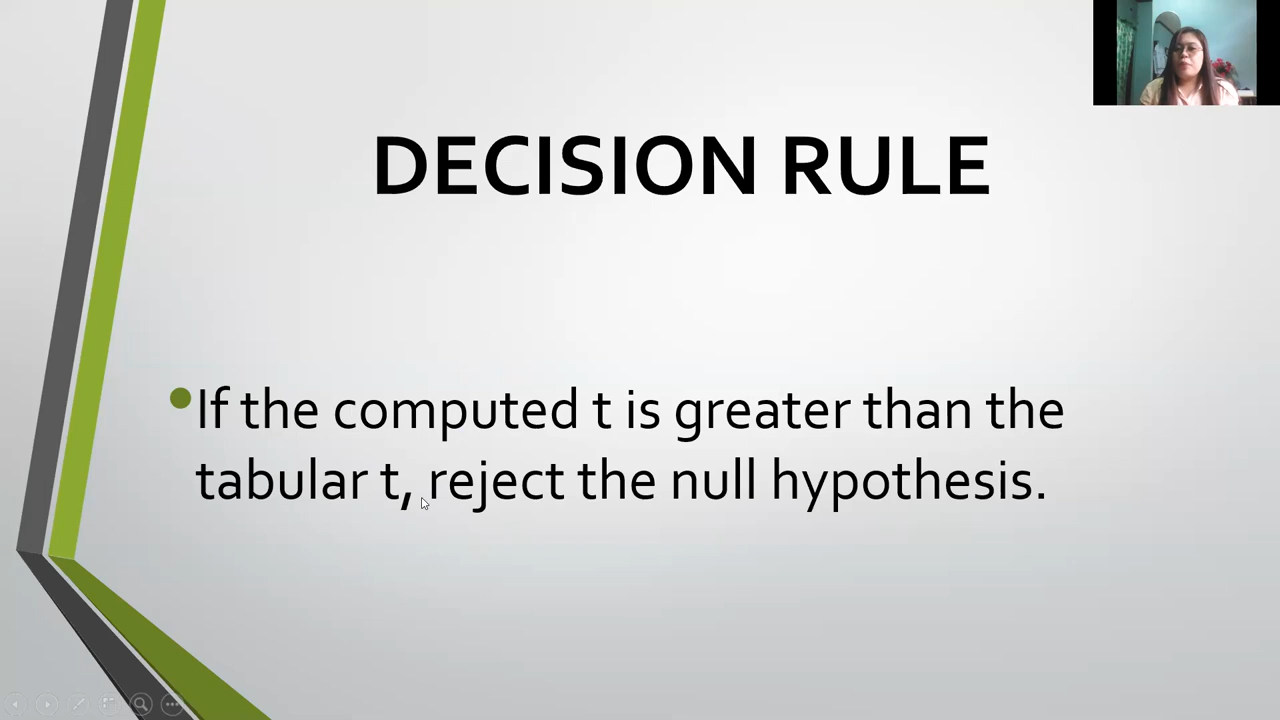 DECISION RULE
If the computed t is greater than the
tabular t, reject the null hypothesis.